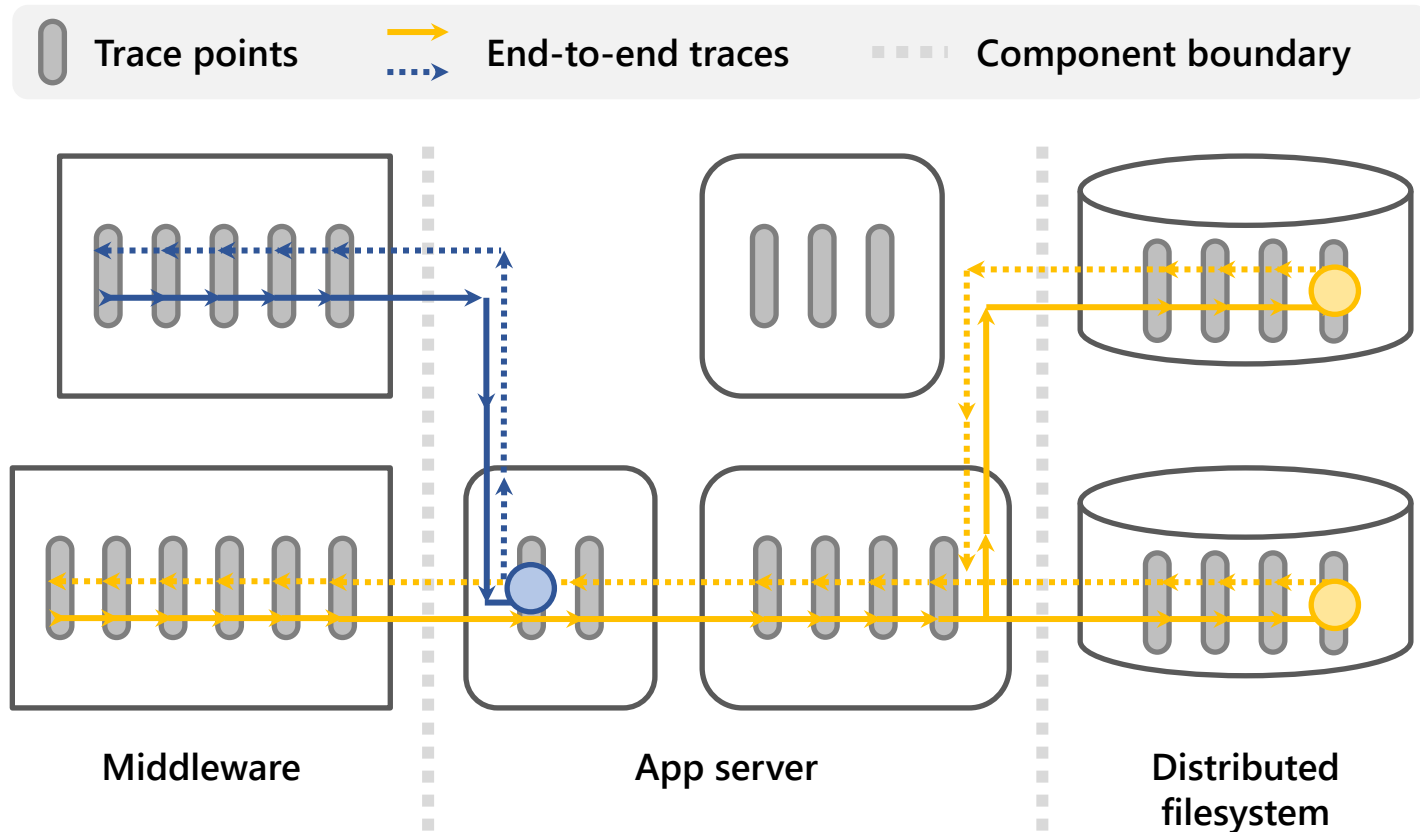 Trace points
End-to-end traces
Component boundary
Middleware
App server
Distributed
filesystem